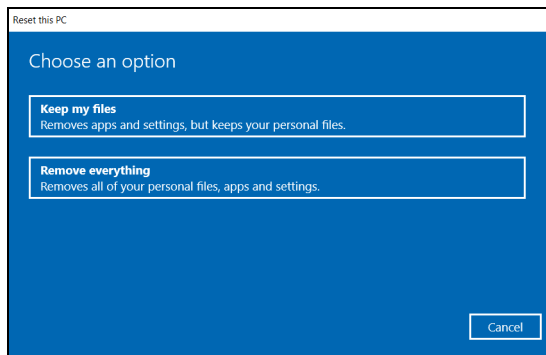 Reset this PC
Choose an option
Keep my files
Removes apps and settings, but keeps your personal files.
Remove everything
Removes all of your personal files, apps and settings.
Cancel